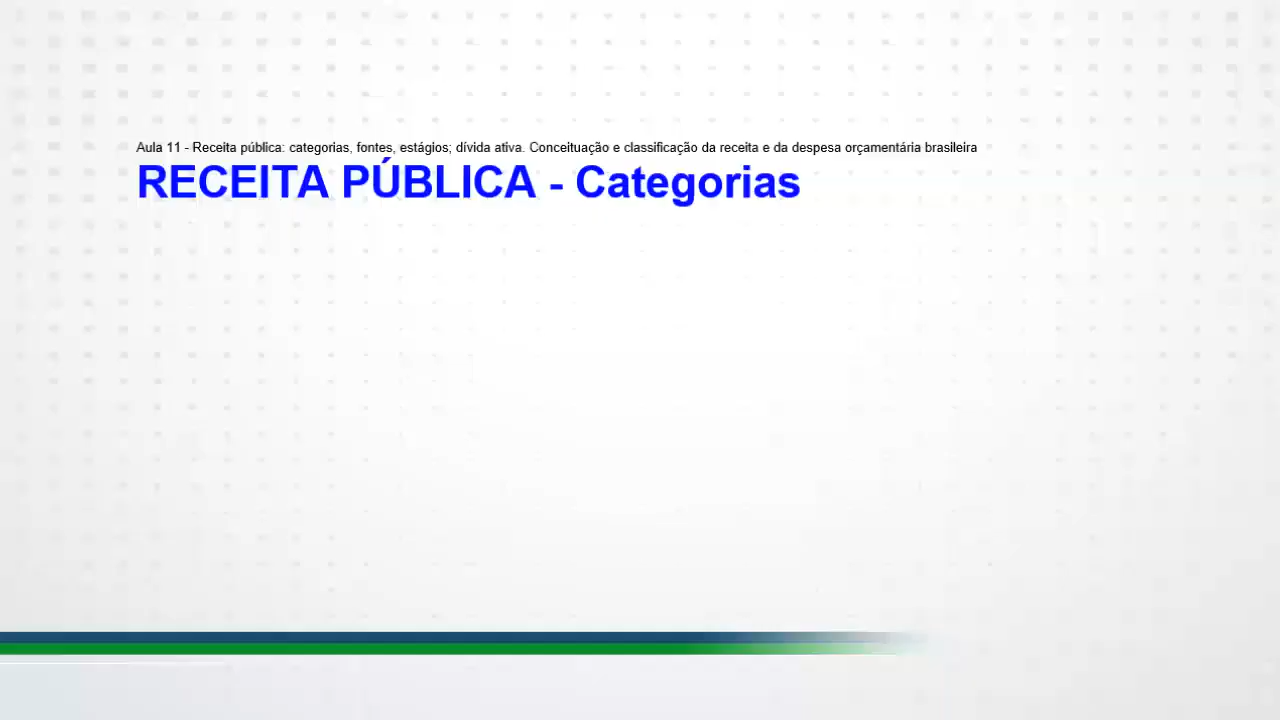 Aula 11 - Receita pública: categorias, fontes, estágios; dívida ativa. Conceituação e classificação da receita e da despesa orçamentária brasileira
RECEITA PÚBLICA - Categorias